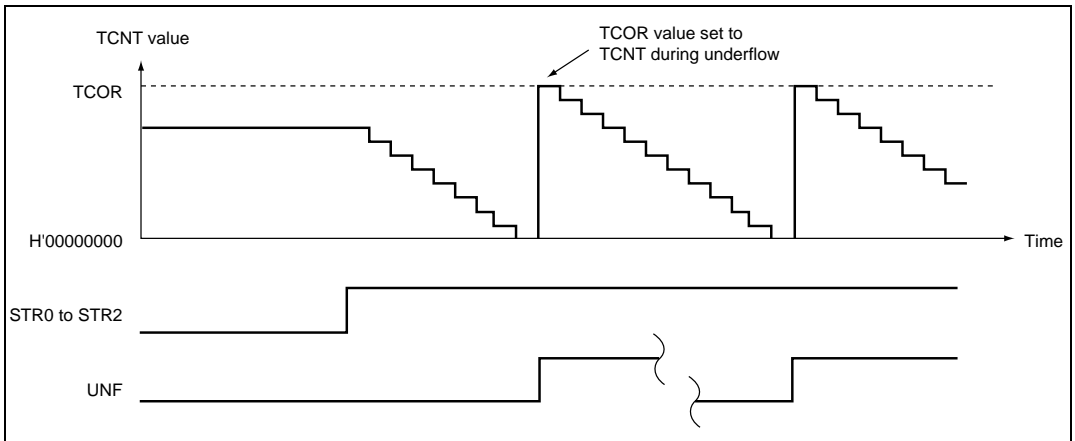 TCNT value
TCOR value set to
TCNT during underflow
TCOR
H'00000000
Time
STR0 to STR2
UNF